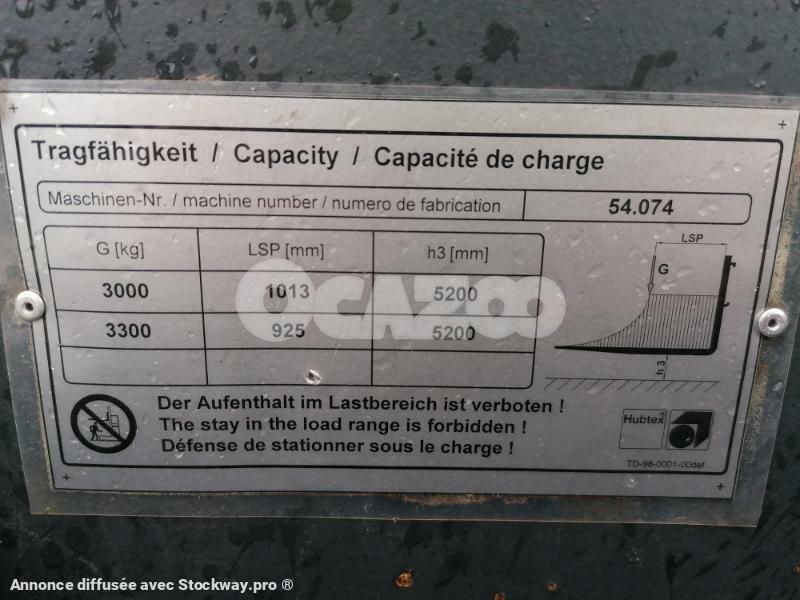 Tragfähigkeit / Capacity / Capacité de charge
Maschinen-Nr. / machine number / numero de fabrication 54.074
G [kg] LSP [mm] h3 [mm]
3000 1013 5200
3300 925 5200
LSP
G
h 3
OCAZOO
Der Aufenthalt im Lastbereich ist verboten !
The stay in the load range is forbidden !
Défense de stationner sous le charge !
Hubtex®
TD-98-0001-00def
Annonce diffusée avec Stockway.pro ®